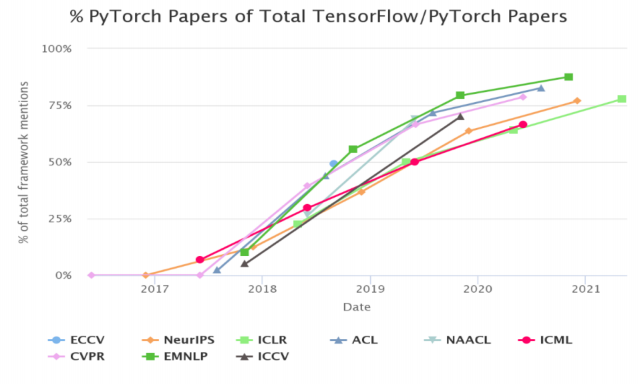 % PyTorch Papers of Total TensorFlow/PyTorch Papers
100%
75%
50%
25%
0%
% of total framework mentions
2017 2018 2019 2020 2021
Date
ECCV NeurIPS ICLR ACL NAACL ICML
CVPR EMNLP ICCV